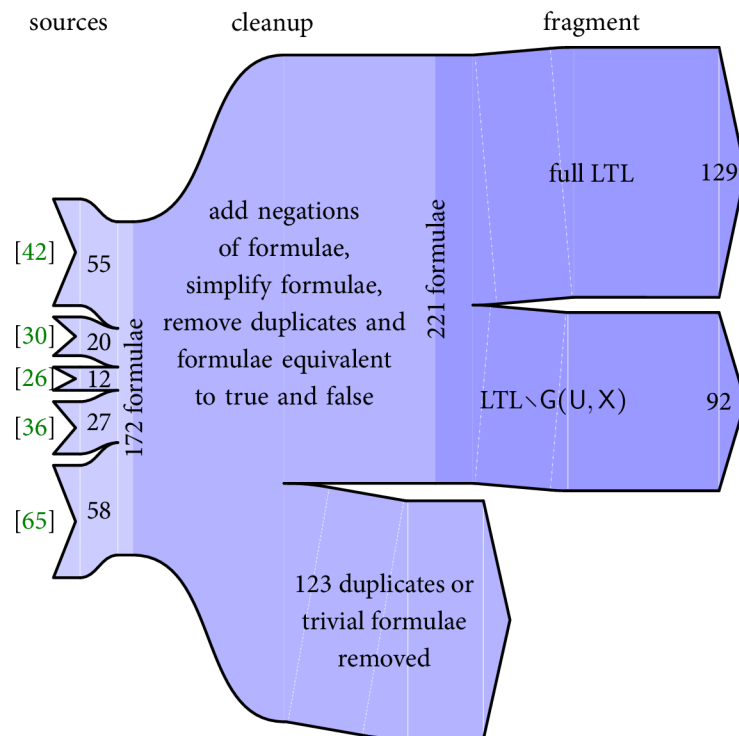 sources
cleanup
fragment
[42]
55
[30]
20
[26]
12
[36]
27
[65]
58
172 formulae
add negations
of formulae,
simplify formulae,
remove duplicates and
formulae equivalent
to true and false
221 formulae
full LTL
129
LTL∖G(U, X)
92
123 duplicates or
trivial formulae
removed